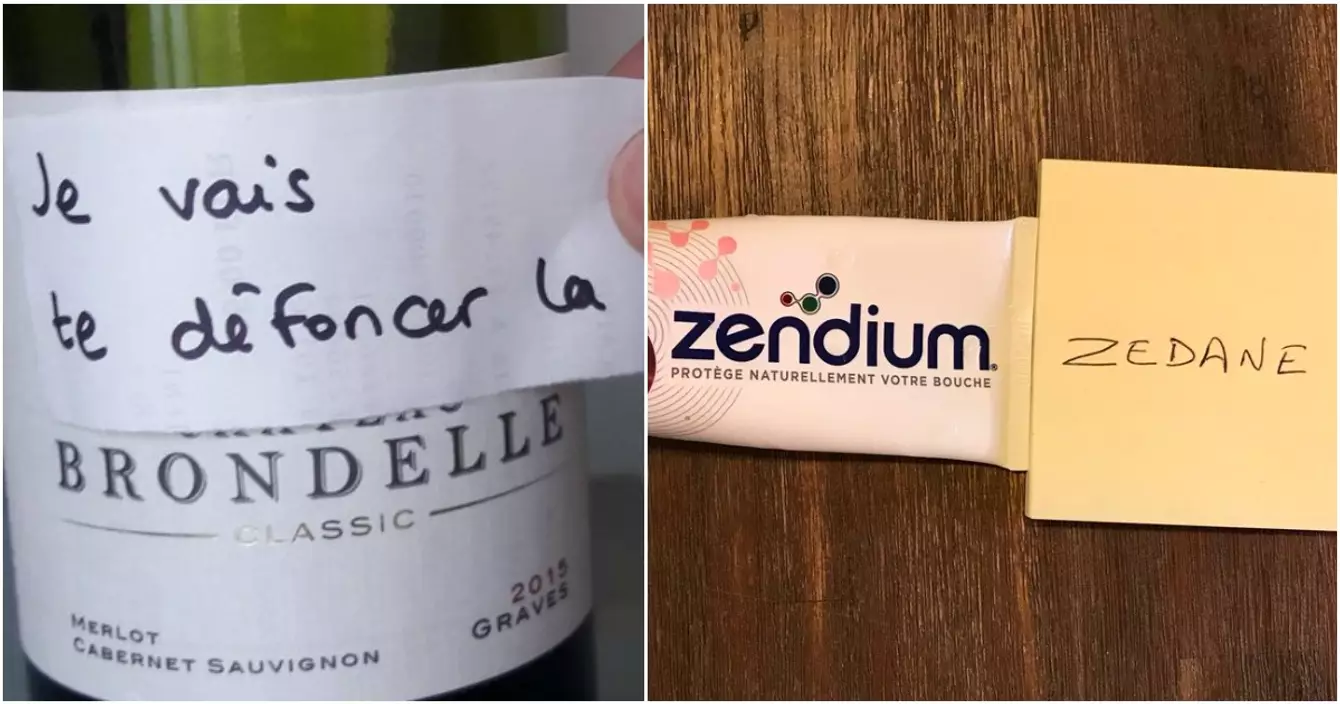 Je vais
te défoncer la
BRONDELLE
CLASSIC
2015
GRAVES
MERLOT
CABERNET SAUVIGNON
zendium
PROTÈGE NATURELLEMENT VOTRE BOUCHE
ZEDANE